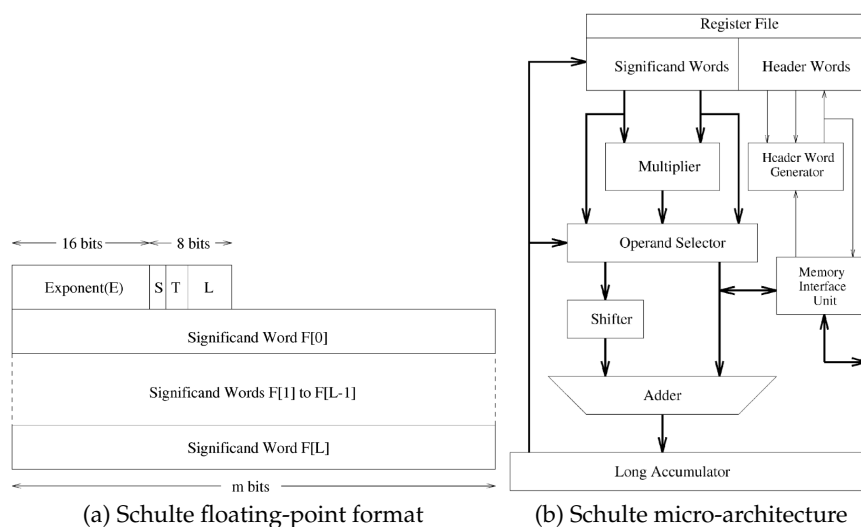 16 bits
8 bits
Exponent(E)
S
T
L
Significand Word F[0]
Significand Words F[1] to F[L-1]
Significand Word F[L]
m bits
(a) Schulte floating-point format
Register File
Significand Words
Header Words
Multiplier
Header Word
Generator
Operand Selector
Memory
Interface
Unit
Shifter
Adder
Long Accumulator
(b) Schulte micro-architecture